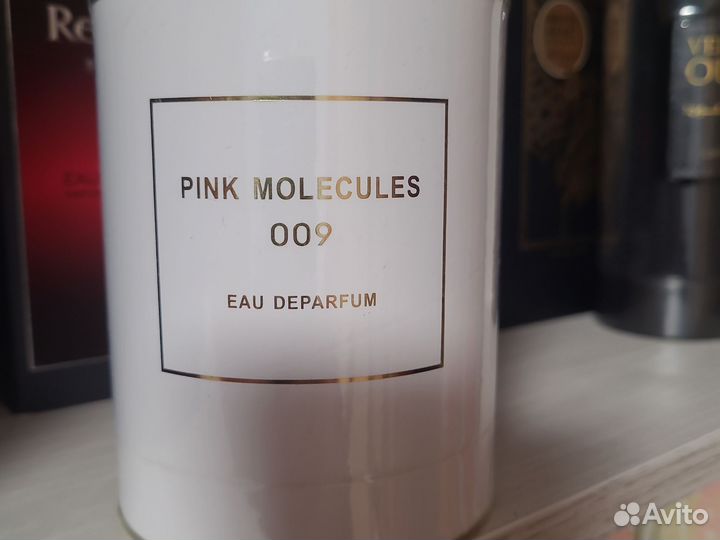 PINK MOLECULES
009
EAU DEPARFUM
Avito